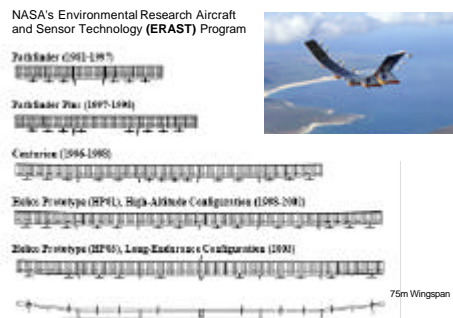 NASA's Environmental Research Aircraft
and Sensor Technology (ERAST) Program
Pathfinder (1981-1997)
Pathfinder Plus (1997-1998)
Centurion (1996-1998)
Helios Prototype (HP01), High-Altitude Configuration (1998-2002)
Helios Prototype (HP03), Long-Endurance Configuration (2003)
75m Wingspan